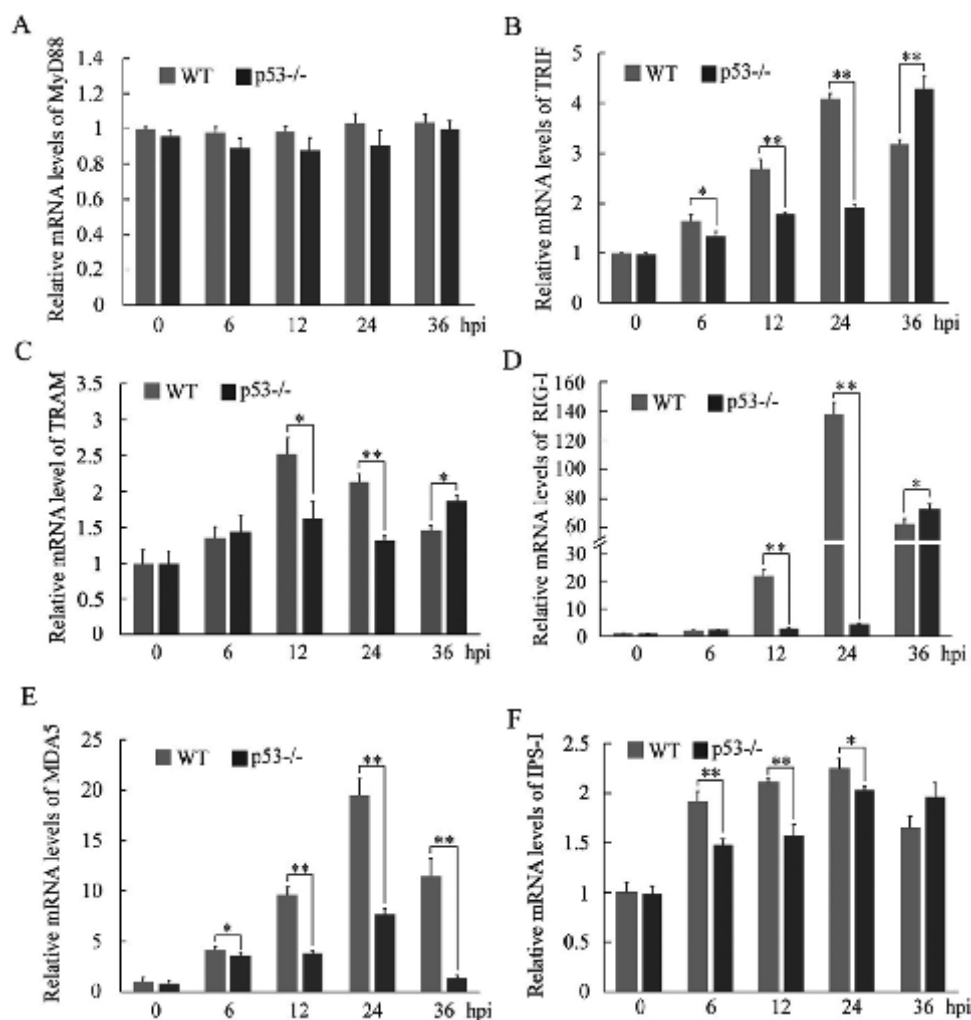 A
Relative mRNA levels of MyD88
1.4
1.2
1
0.8
0.6
0.4
0.2
0
WT p53-/-
0 6 12 24 36 hpi
B
Relative mRNA levels of TRIF
5
4
3
2
1
0
WT p53-/-
* ** ** **
0 6 12 24 36 hpi
C
Relative mRNA level of TRAM
3.5
3
2.5
2
1.5
1
0.5
0
WT p53-/-
* ** *
0 6 12 24 36 hpi
D
Relative mRNA levels of RIG-I
160
140
120
100
80
60
30
20
10
0
WT p53-/-
** ** *
0 6 12 24 36 hpi
E
Relative mRNA levels of MDA5
25
20
15
10
5
0
WT p53-/-
* ** ** **
0 6 12 24 36 hpi
F
Relative mRNA levels of IPS-I
2.5
2
1.5
1
0.5
0
WT p53-/-
** ** *
0 6 12 24 36 hpi